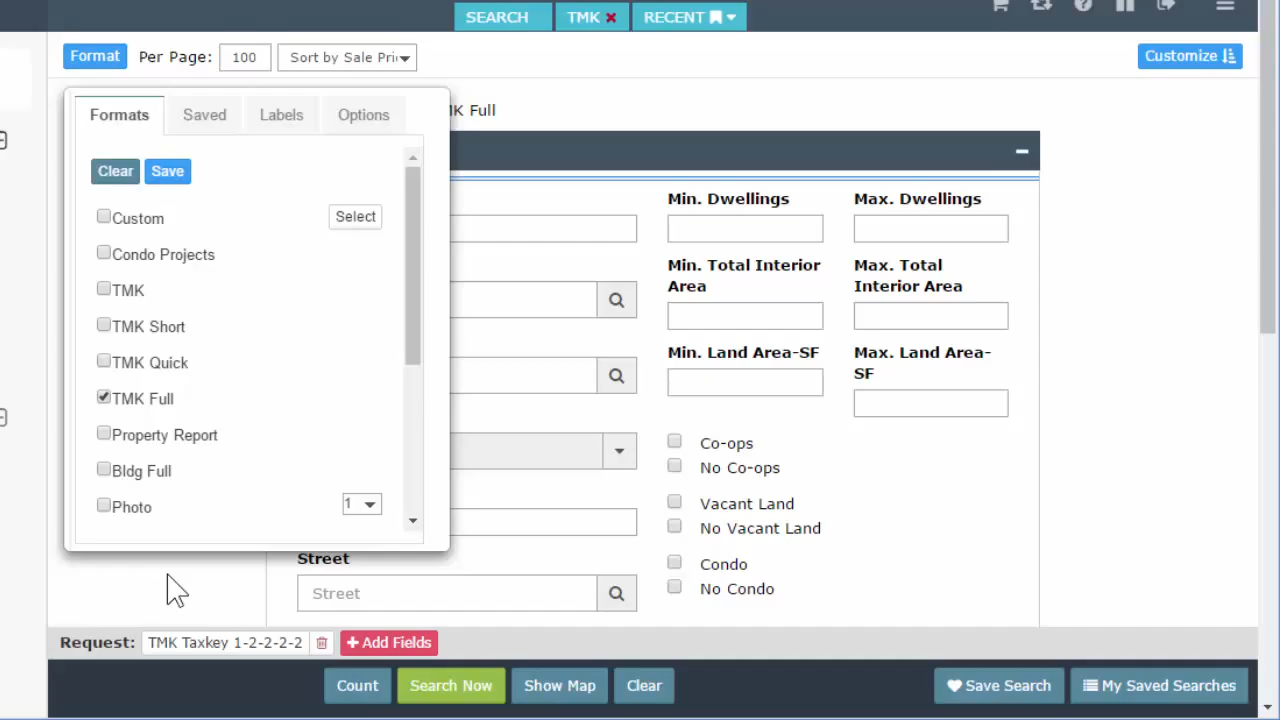 SEARCH TMK RECENT
Format Per Page: 100 Sort by Sale Pri Customize
Formats Saved Labels Options
MK Full
Clear Save
Custom Select
Condo Projects
TMK
TMK Short
TMK Quick
TMK Full
Property Report
Bldg Full
Photo 1
Min. Dwellings Max. Dwellings
Min. Total Interior
Area
Max. Total
Interior Area
Min. Land Area-SF
Max. Land Area-
SF
Co-ops
No Co-ops
Vacant Land
No Vacant Land
Condo
No Condo
Street
Street
Request: TMK Taxkey 1-2-2-2-2 Add Fields
Count Search Now Show Map Clear Save Search My Saved Searches